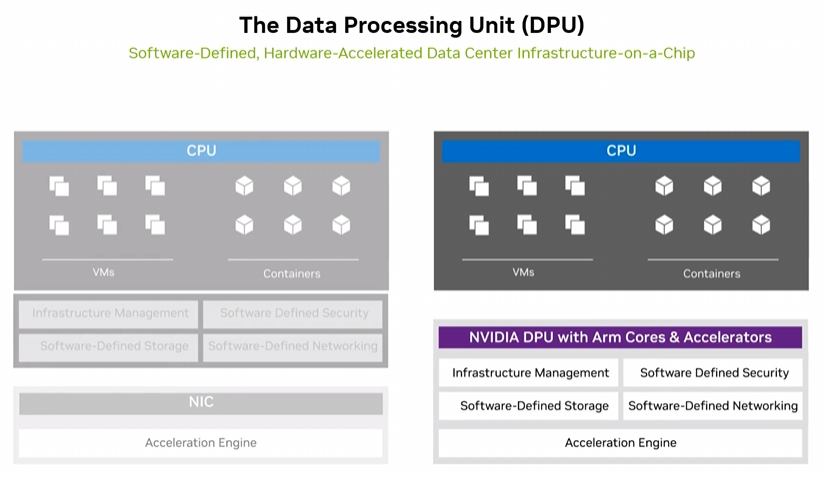 The Data Processing Unit (DPU)
Software-Defined, Hardware-Accelerated Data Center Infrastructure-on-a-Chip
CPU
VMs
Containers
Infrastructure Management
Software Defined Security
Software-Defined Storage
Software-Defined Networking
NIC
Acceleration Engine
CPU
VMs
Containers
NVIDIA DPU with Arm Cores & Accelerators
Infrastructure Management
Software Defined Security
Software-Defined Storage
Software-Defined Networking
Acceleration Engine